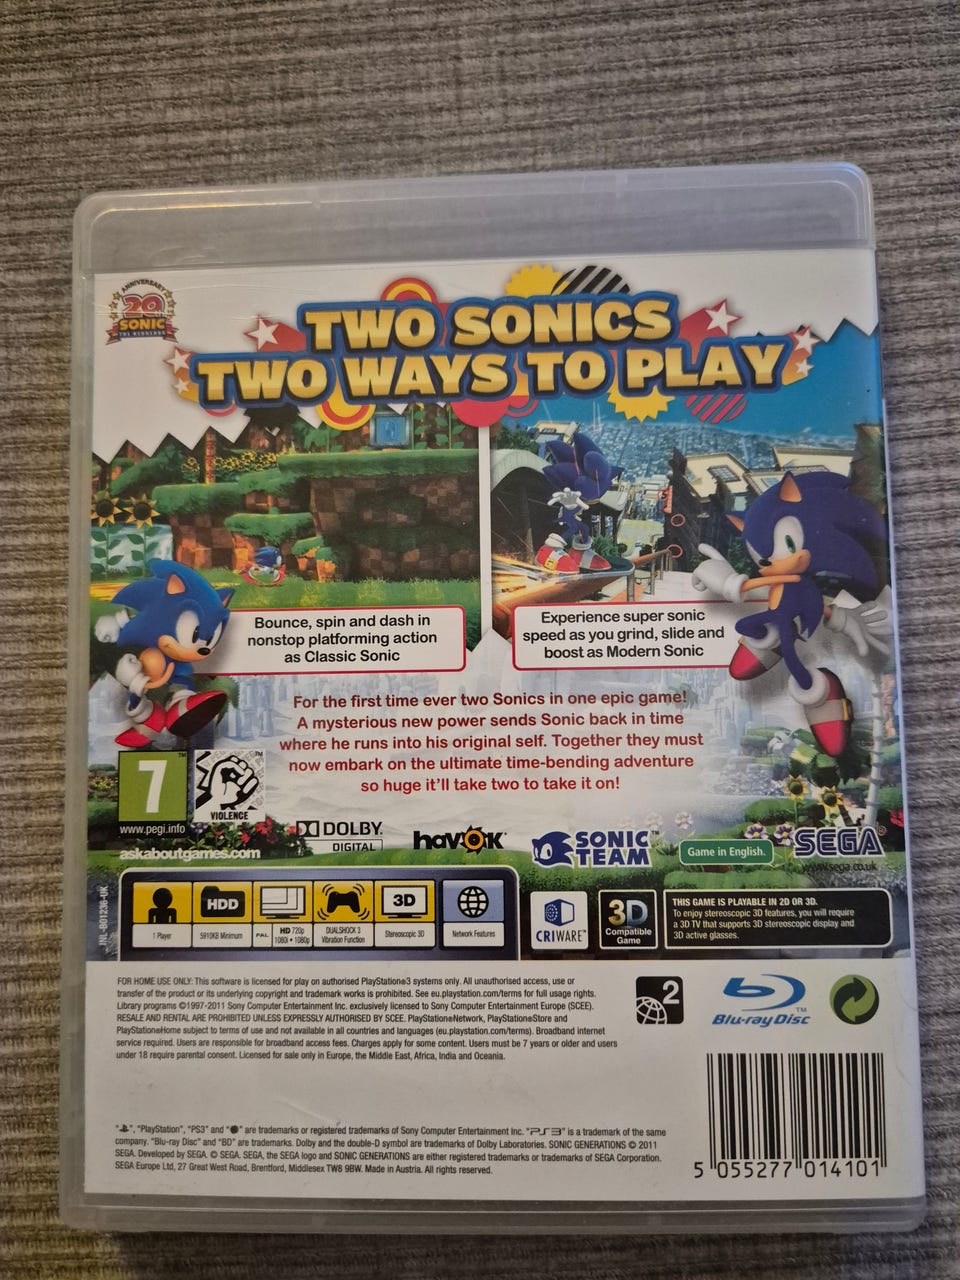 ANNIVERSARY
20th
SONIC
THE HEDGEHOG
TWO SONICS
TWO WAYS TO PLAY
Bounce, spin and dash in
nonstop platforming action
as Classic Sonic
Experience super sonic
speed as you grind, slide and
boost as Modern Sonic
For the first time ever two Sonics in one epic game!
A mysterious new power sends Sonic back in time
where he runs into his original self. Together they must
now embark on the ultimate time-bending adventure
so huge it'll take two to take it on!
7
www.pegi.info
VIOLENCE
askaboutgames.com
DOLBY
DIGITAL
havok
SONIC
TEAM
Game in English.
SEGA
www.sega.co.uk
INL-B01236-UK
1 Player
HDD
5910KB Minimum
PAL
HD 720p
1080i • 1080p
DUALSHOCK 3
Vibration Function
3D
Stereoscopic 3D
Network Features
CRIWARE
3D
Compatible
Game
THIS GAME IS PLAYABLE IN 2D OR 3D.
To enjoy stereoscopic 3D features, you will require
a 3D TV that supports 3D stereoscopic display and
3D active glasses.
FOR HOME USE ONLY: This software is licensed for play on authorised PlayStation®3 systems only. All unauthorised access, use or
transfer of the product or its underlying copyright and trademark works is prohibited. See eu.playstation.com/terms for full usage rights.
Library programs ©1997-2011 Sony Computer Entertainment Inc. exclusively licensed to Sony Computer Entertainment Europe (SCEE).
RESALE AND RENTAL ARE PROHIBITED UNLESS EXPRESSLY AUTHORISED BY SCEE. PlayStation®Network, PlayStation®Store and
PlayStation®Home subject to terms of use and not available in all countries and languages (eu.playstation.com/terms). Broadband internet
service required. Users are responsible for broadband access fees. Charges apply for some content. Users must be 7 years or older and users
under 18 require parental consent. Licensed for sale only in Europe, the Middle East, Africa, India and Oceania.
2
Blu-ray Disc
" ", "PlayStation", "PS3" and " " are trademarks or registered trademarks of Sony Computer Entertainment Inc. "PS3" is a trademark of the same
company. "Blu-ray Disc" and "BD" are trademarks. Dolby and the double-D symbol are trademarks of Dolby Laboratories. SONIC GENERATIONS © 2011
SEGA. Developed by SEGA. © SEGA. SEGA, the SEGA logo and SONIC GENERATIONS are either registered trademarks or trademarks of SEGA Corporation.
SEGA Europe Ltd, 27 Great West Road, Brentford, Middlesex TW8 9BW. Made in Austria. All rights reserved.
5 055277 014101